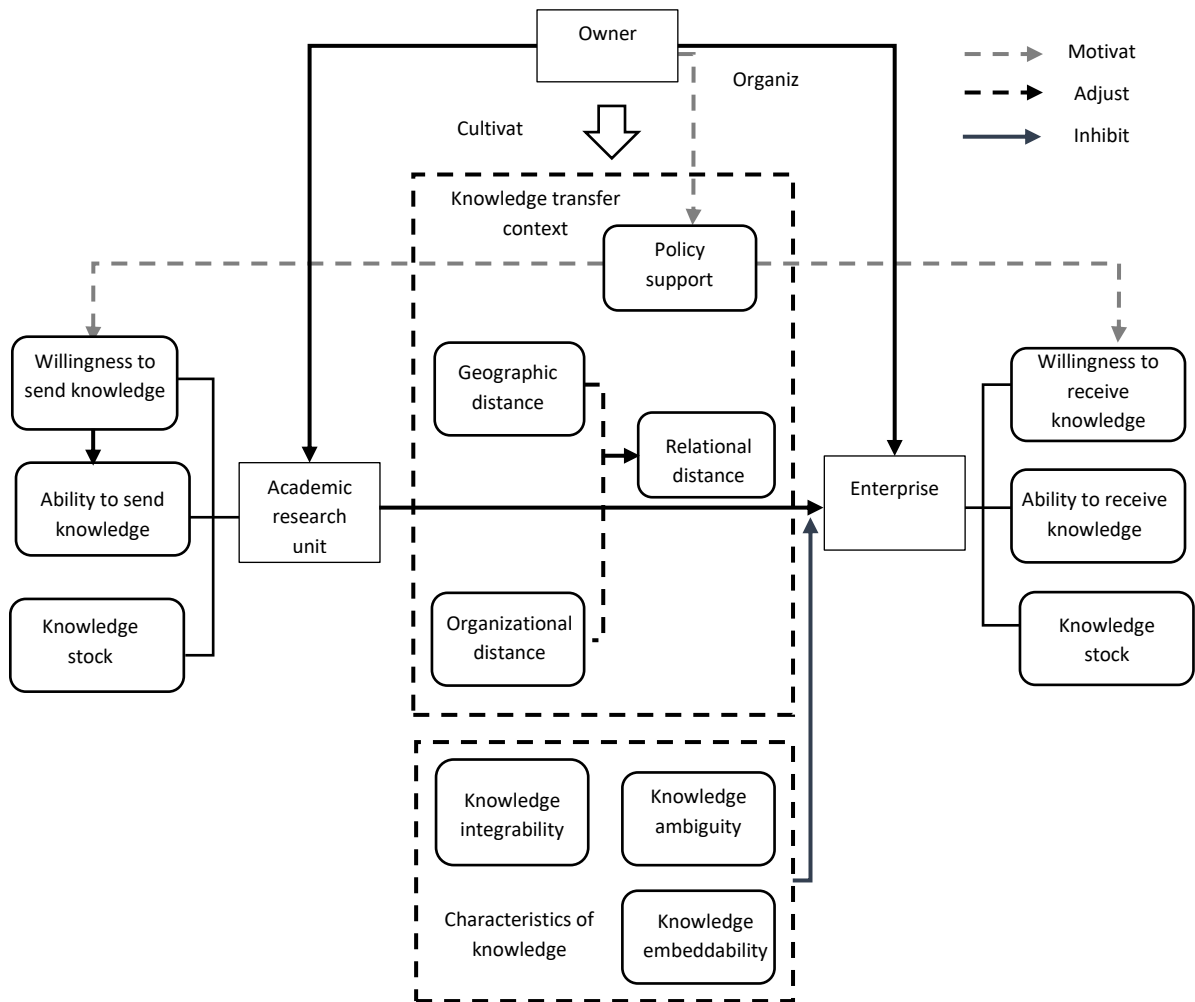 Owner
Organiz
Cultivat
Motivat
Adjust
Inhibit
Knowledge transfer
context
Policy
support
Willingness to
send knowledge
Ability to send
knowledge
Knowledge
stock
Academic
research
unit
Geographic
distance
Relational
distance
Organizational
distance
Enterprise
Willingness to
receive
knowledge
Ability to receive
knowledge
Knowledge
stock
Knowledge
integrability
Knowledge
ambiguity
Characteristics of
knowledge
Knowledge
embeddability